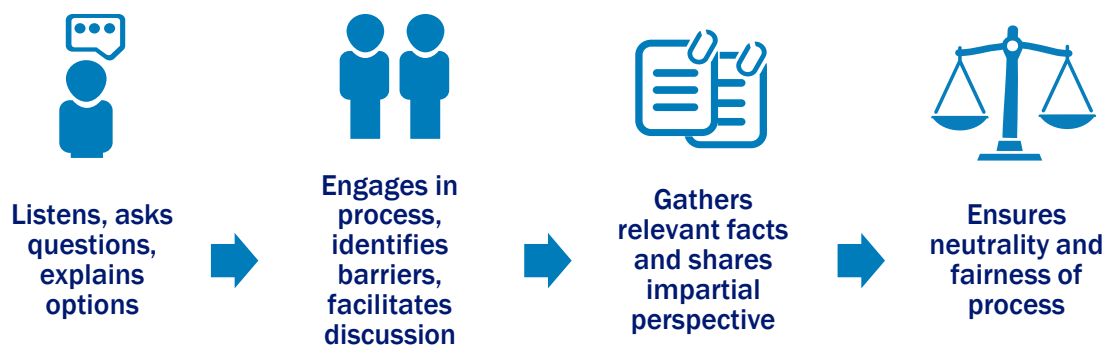 Listens, asks
questions,
explains
options
Engages in
process,
identifies
barriers,
facilitates
discussion
Gathers
relevant facts
and shares
impartial
perspective
Ensures
neutrality and
fairness of
process